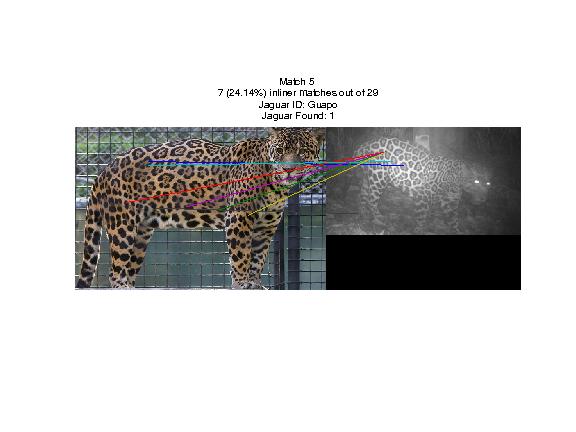 Match 5
7 (24.14%) inliner matches out of 29
Jaguar ID: Guapo
Jaguar Found: 1